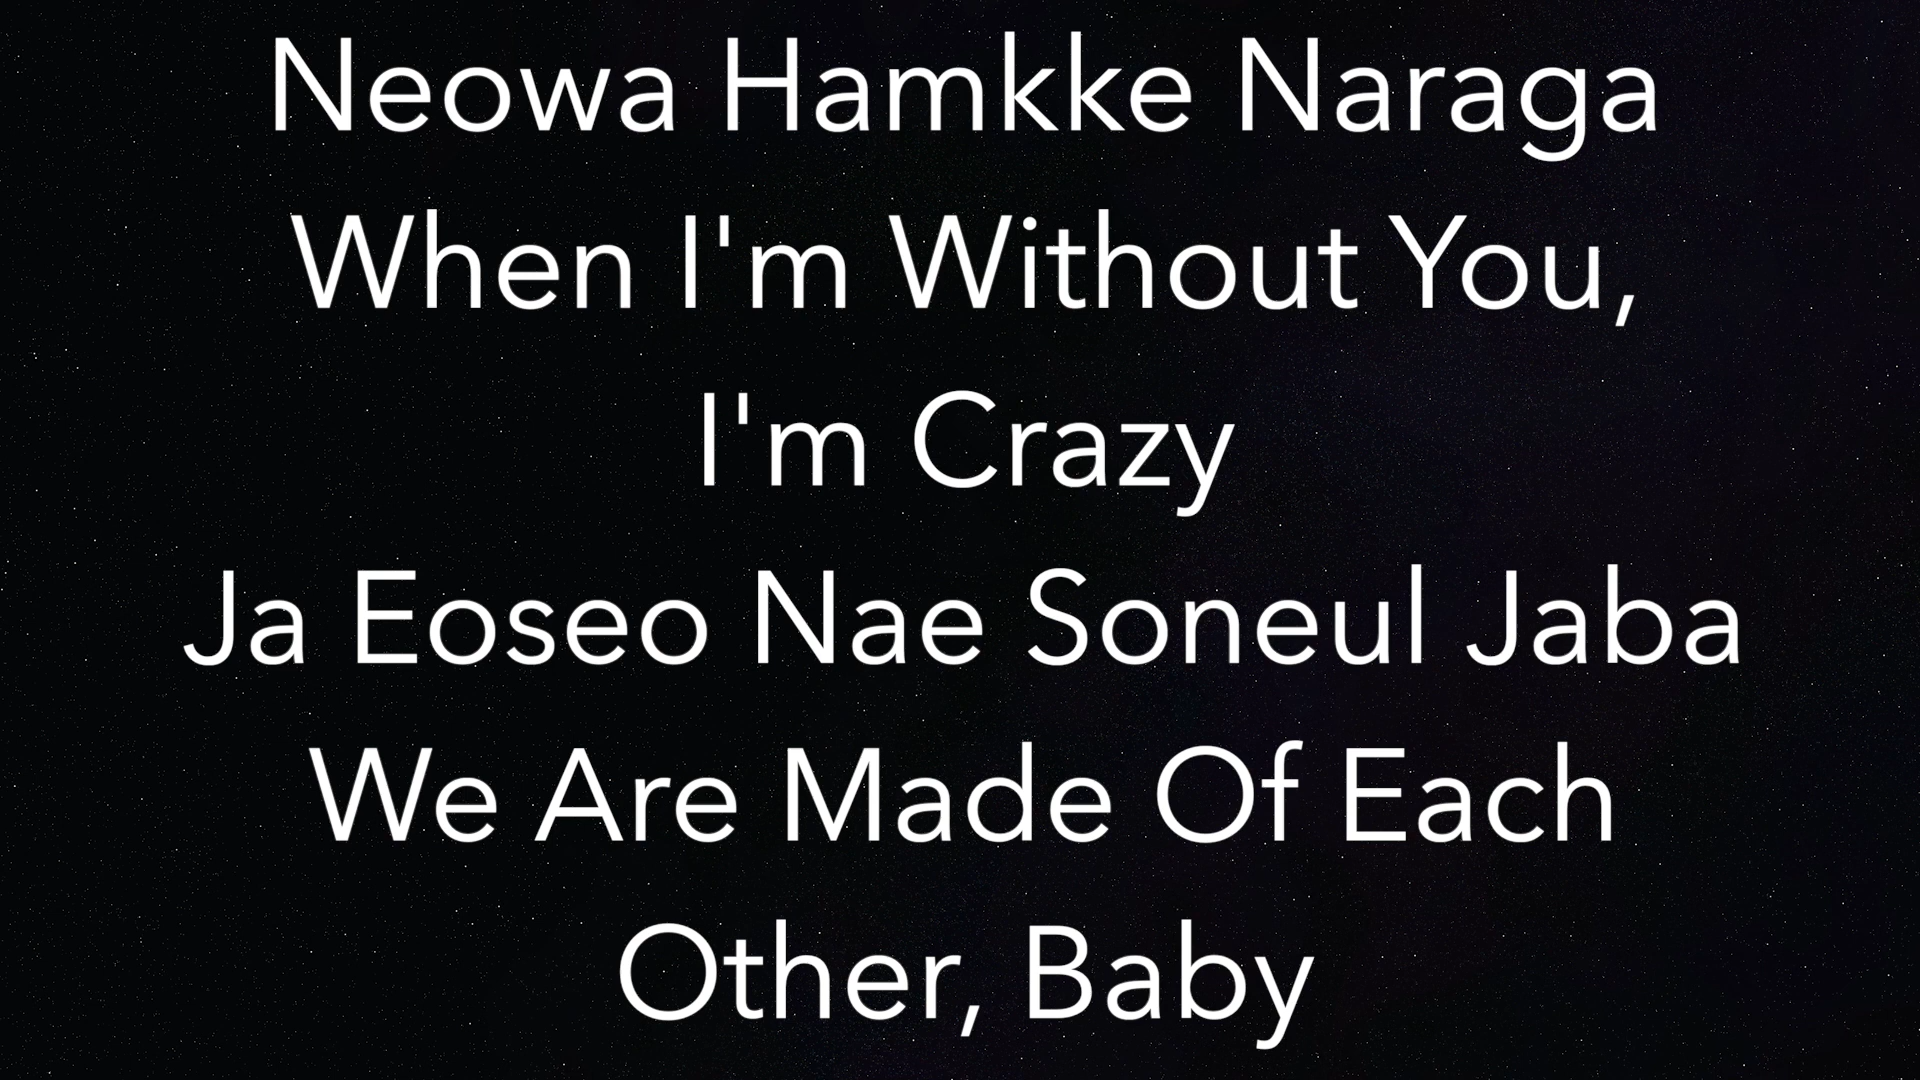 Neowa Hamkke Naraga
When I'm Without You,
I'm Crazy
Ja Eoseo Nae Soneul Jaba
We Are Made Of Each
Other, Baby